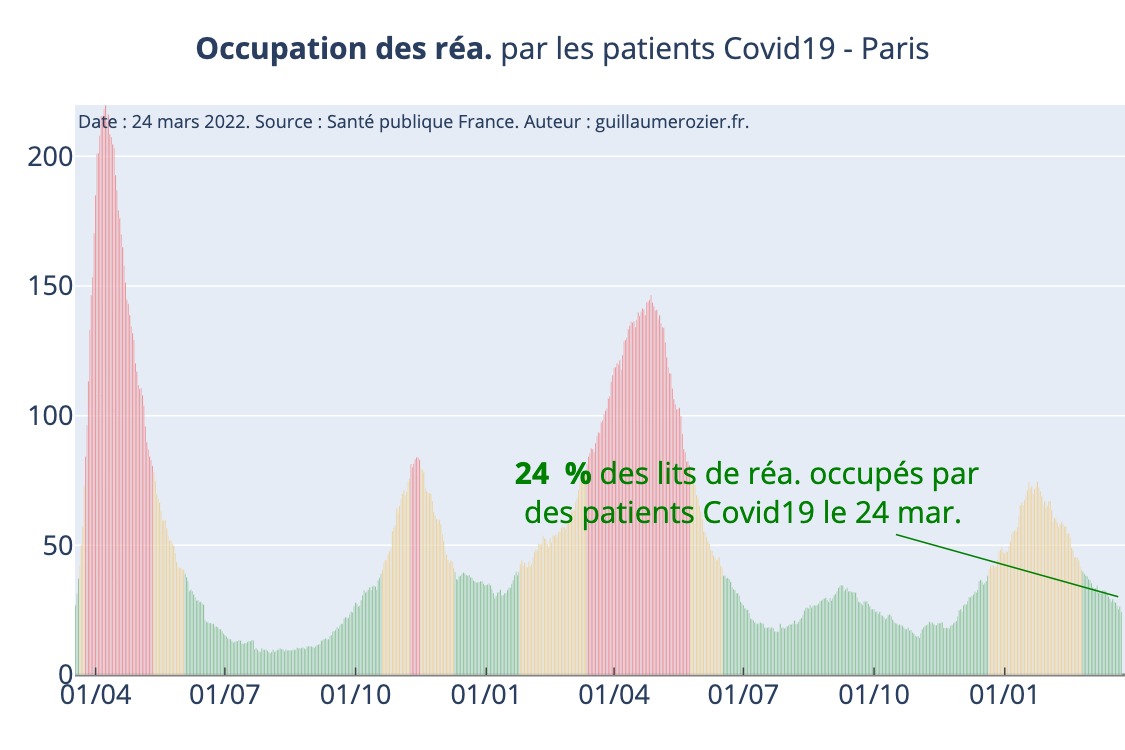 Occupation des réa. par les patients Covid19 - Paris
Date : 24 mars 2022. Source : Santé publique France. Auteur : guillaumerozier.fr.
200
150
100
24 % des lits de réa. occupés par
des patients Covid19 le 24 mar.
50
0
01/04 01/07 01/10 01/01 01/04 01/07 01/10 01/01